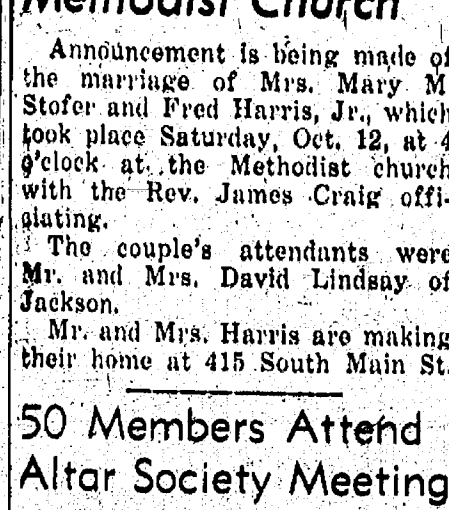 Methodist Church
Announcement is being made of
the marriage of Mrs. Mary M
Stofer and Fred Harris, Jr., which
took place Saturday, Oct. 12, at 4
o'clock at the Methodist church
with the Rev. James Craig offi-
ciating.
The couple's attendants were
Mr. and Mrs. David Lindsay of
Jackson.
Mr. and Mrs. Harris are making
their home at 415 South Main St.
50 Members Attend
Altar Society Meeting